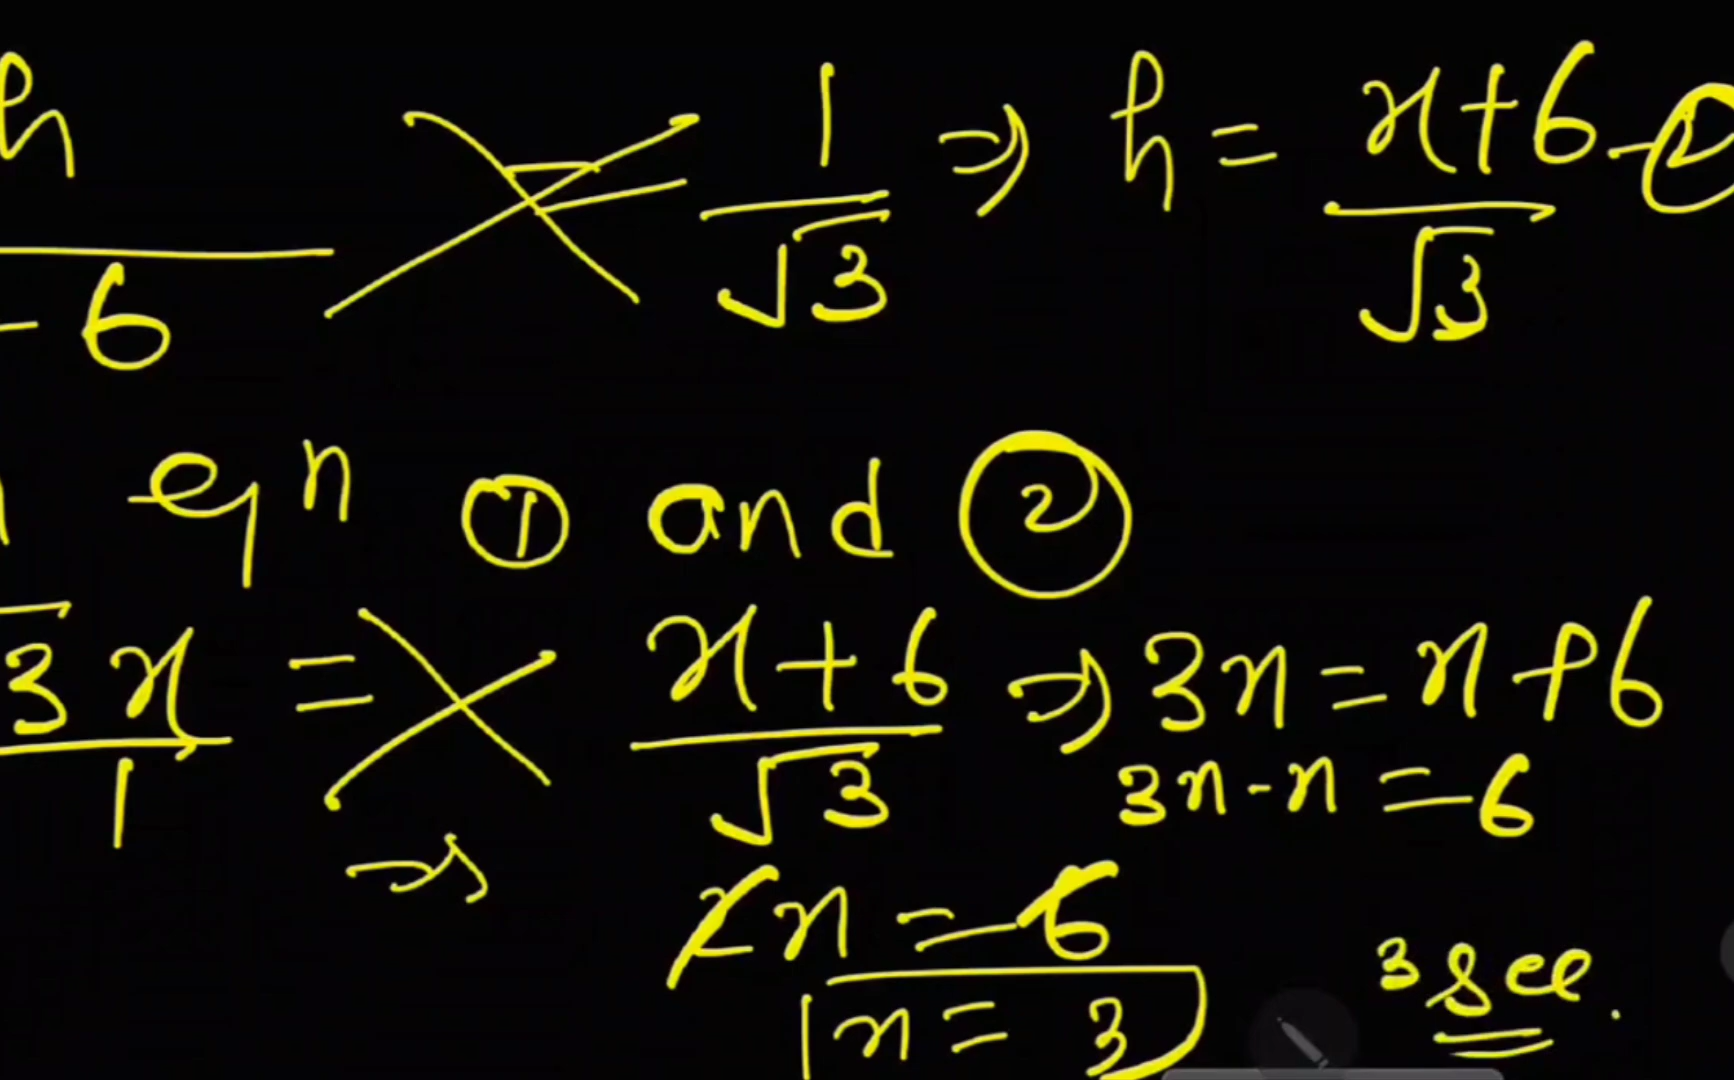 h/6 = 1/√3 ⇒ h = x+6/√3 - ②
eqn ① and ②
√3x/1 = x+6/√3 ⇒ 3x = x+6
3x-x = 6
⇒ 2x = 6
x = 3 3 sec.